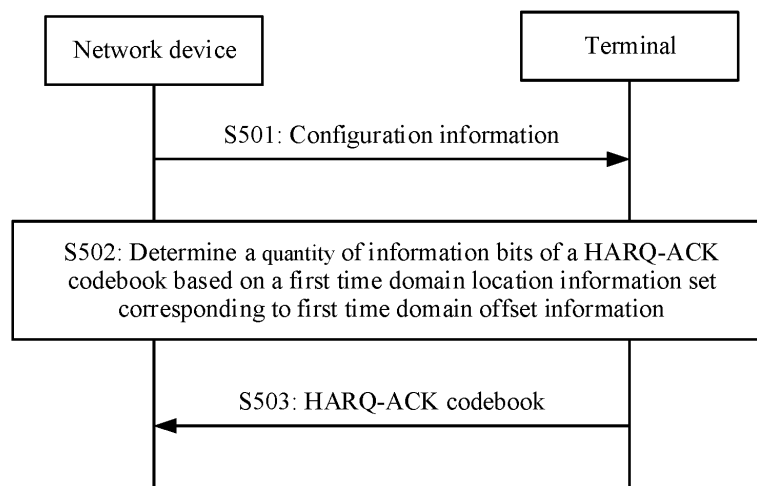 Network device
Terminal
S501: Configuration information
S502: Determine a quantity of information bits of a HARQ-ACK
codebook based on a first time domain location information set
corresponding to first time domain offset information
S503: HARQ-ACK codebook